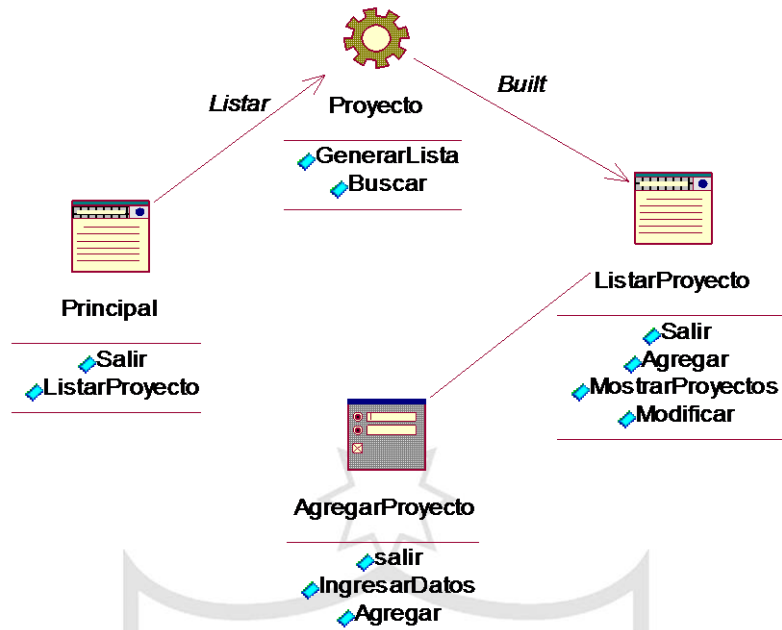 Listar
Built
Proyecto
GenerarLista
Buscar
Principal
Salir
ListarProyecto
ListarProyecto
Salir
Agregar
MostrarProyectos
Modificar
AgregarProyecto
salir
IngresarDatos
Agregar